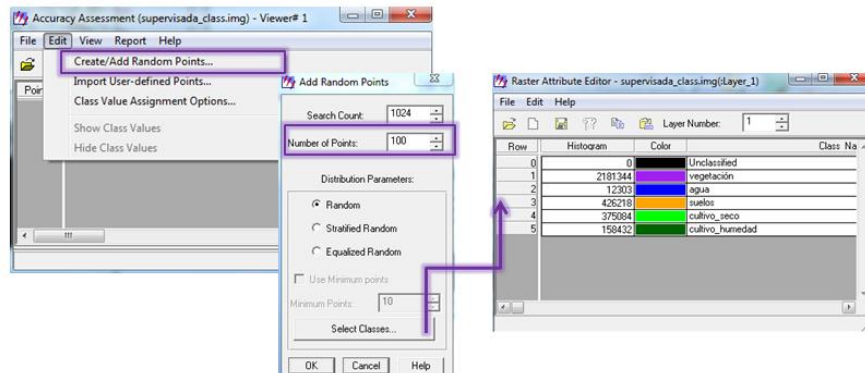 Accuracy Assessment (supervisada_class.img) - Viewer# 1
File Edit View Report Help
Create/Add Random Points...
Import User-defined Points...
Class Value Assignment Options...
Show Class Values
Hide Class Values
Poin
Add Random Points
Search Count: 1024
Number of Points: 100
Distribution Parameters:
Random
Stratified Random
Equalized Random
Use Minimum points
Minimum Points: 10
Select Classes...
OK Cancel Help
Raster Attribute Editor - supervisada_class.img(:Layer_1)
File Edit Help
Layer Number: 1
Row Histogram Color Class Na
0 0 Unclassified
1 2181344 vegetación
2 12303 agua
3 426218 suelos
4 375084 cultivo_seco
5 158432 cultivo_humedad